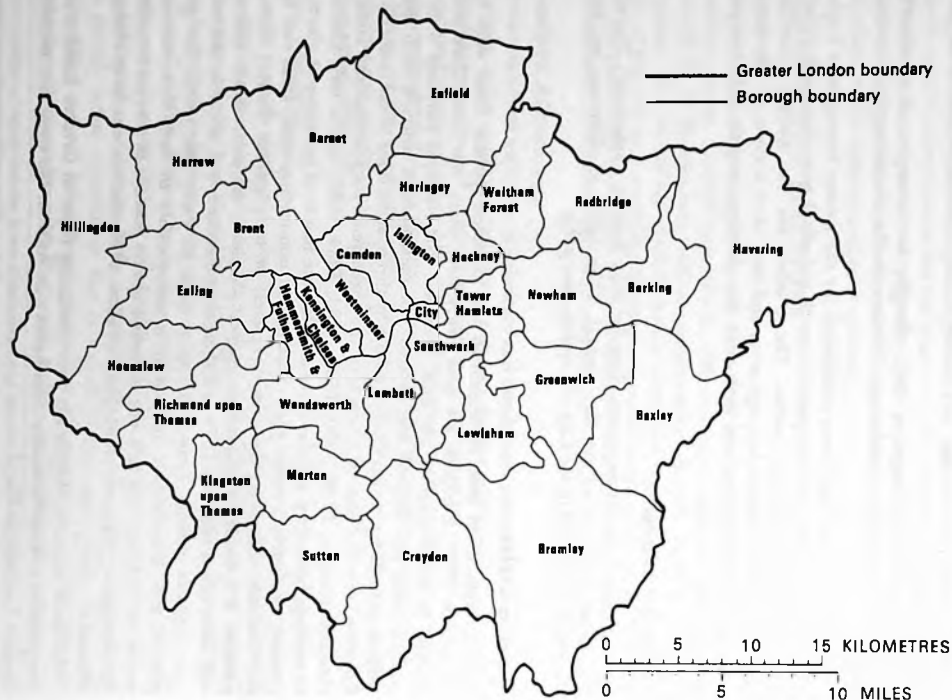 Greater London boundary
Borough boundary
Enfield
Barnet
Harrow
Haringey
Waltham
Forest
Redbridge
Hillingdon
Brent
Havering
Camden
Islington
Hackney
Ealing
Hammersmith &
Fulham
Kensington &
Chelsea
Westminster
City
Tower
Hamlets
Newham
Barking
Southwark
Hounslow
Greenwich
Richmond upon
Thames
Wandsworth
Lambeth
Bexley
Lewisham
Kingston
upon
Thames
Merton
Sutton
Croydon
Bromley
0 5 10 15 KILOMETRES
0 5 10 MILES